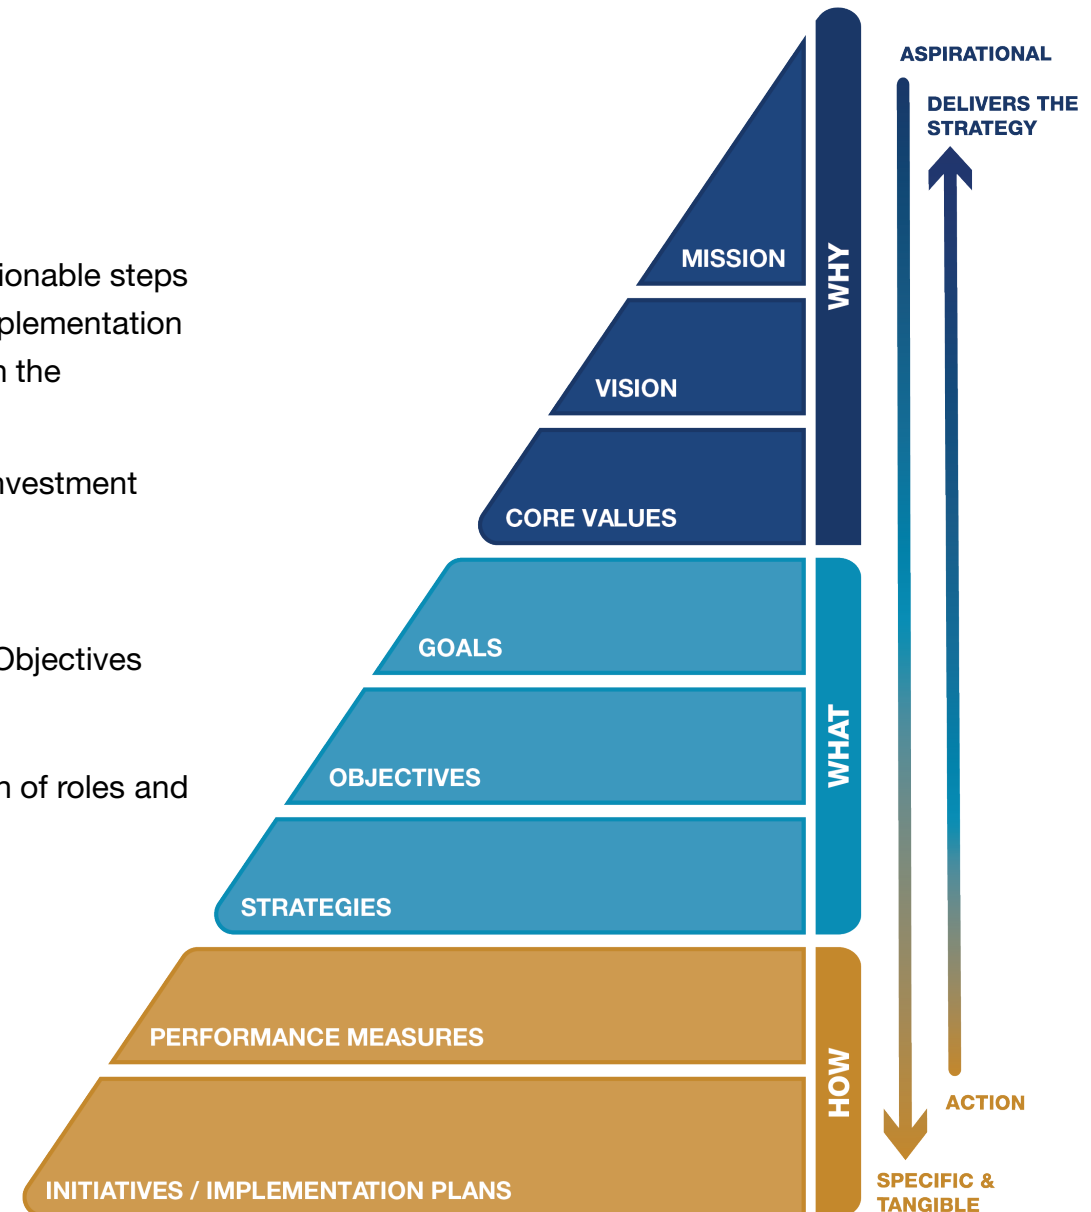 ionable steps
plementation
the
nvestment
Objectives
of roles and
MISSION
VISION
CORE VALUES
GOALS
OBJECTIVES
STRATEGIES
PERFORMANCE MEASURES
INITIATIVES / IMPLEMENTATION PLANS
WHY
WHAT
HOW
ASPIRATIONAL
DELIVERS THE
STRATEGY
ACTION
SPECIFIC &
TANGIBLE